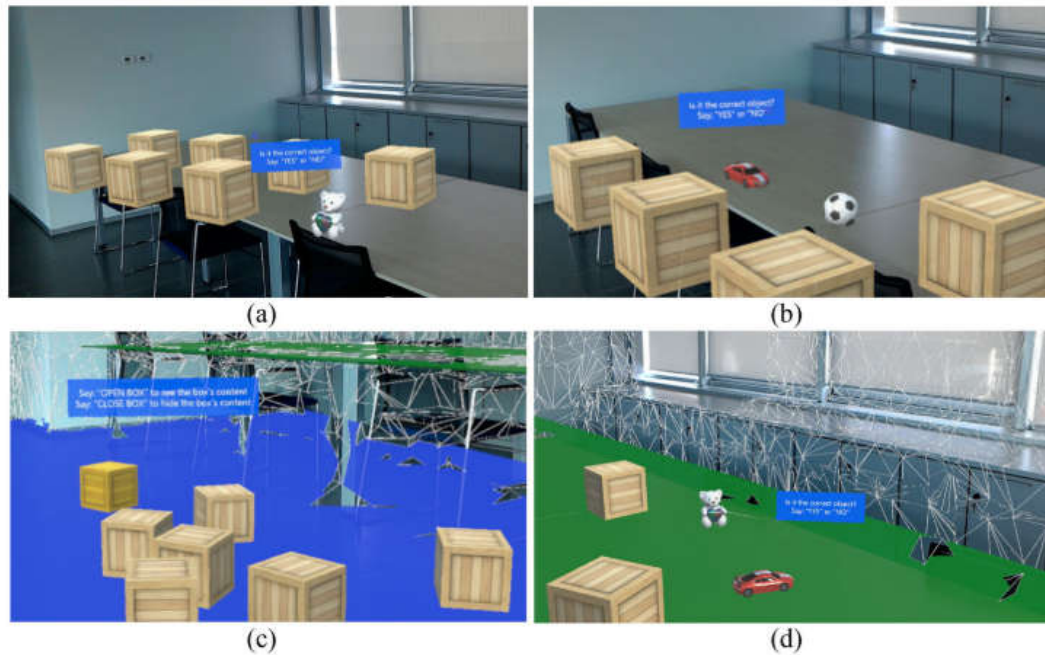 Is it the correct object?
Say: "YES" or "NO"
(a)
Is it the correct object?
Say: "YES" or "NO"
(b)
Say: "OPEN BOX" to see the box's content
Say: "CLOSE BOX" to hide the box's content
(c)
Is it the correct object?
Say: "YES" or "NO"
(d)